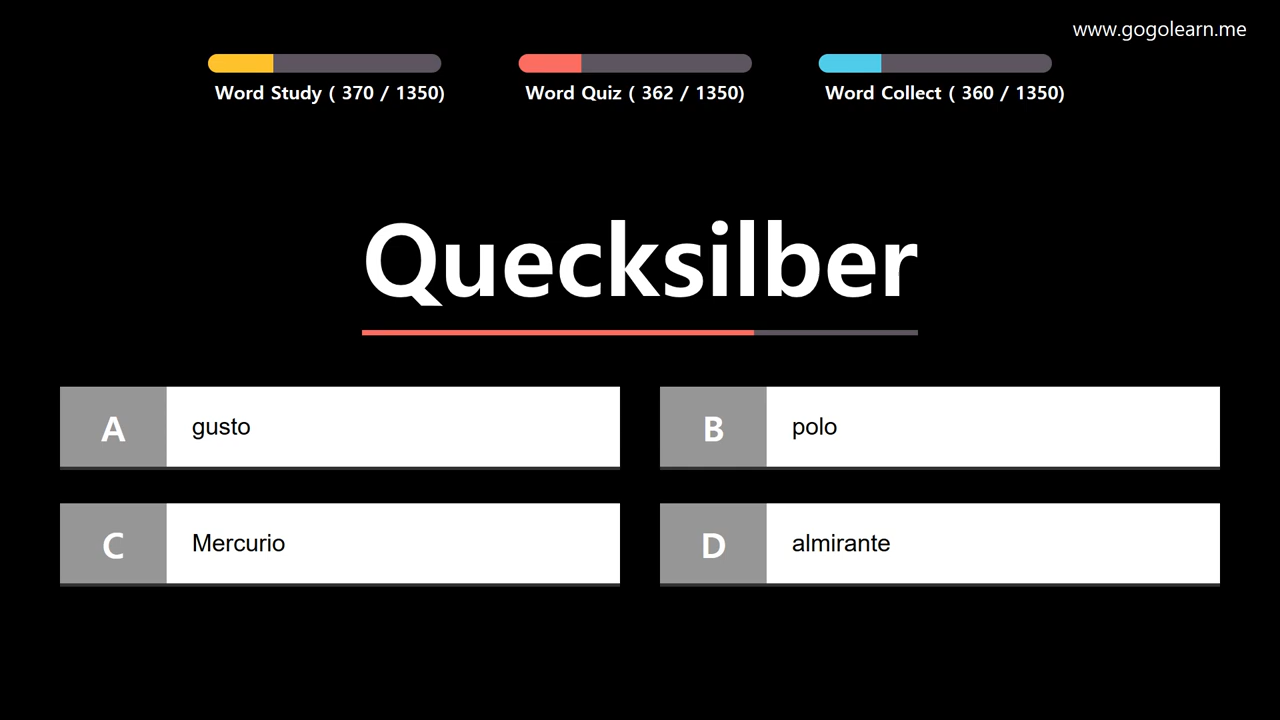 www.gogolearn.me
Word Study ( 370 / 1350)
Word Quiz ( 362 / 1350)
Word Collect ( 360 / 1350)
Quecksilber
A gusto
B polo
C Mercurio
D almirante